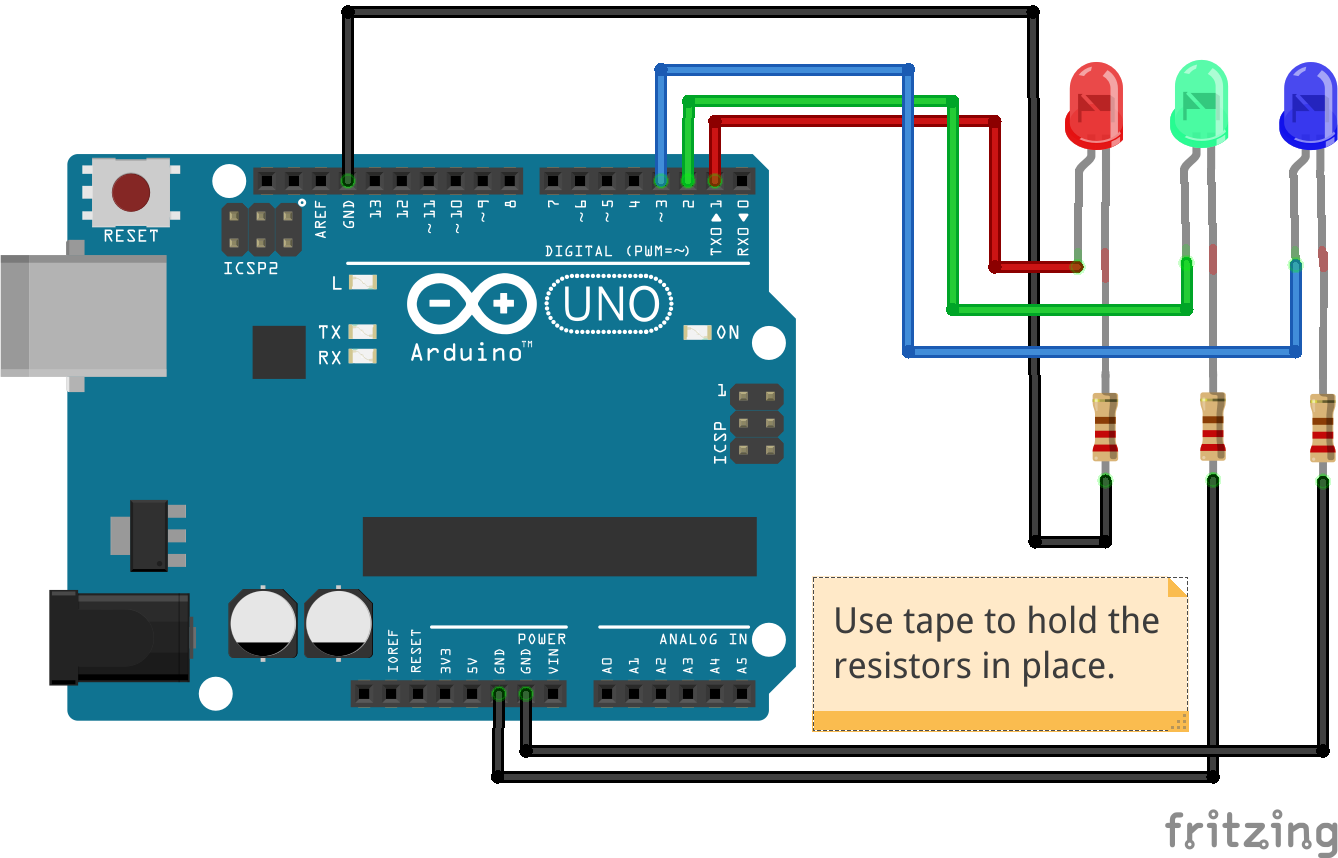 RESET
ICSP2
AREF
GND
13
12
~11
~10
~9
8
7
~6
~5
4
~3
2
TX0▶1
RX0◀0
DIGITAL (PWM=~)
L
TX
RX
UNO
Arduino™
ON
1
ICSP
IOREF
RESET
3V3
5V
GND
GND
VIN
POWER
A0
A1
A2
A3
A4
A5
ANALOG IN
Use tape to hold the
resistors in place.
fritzing